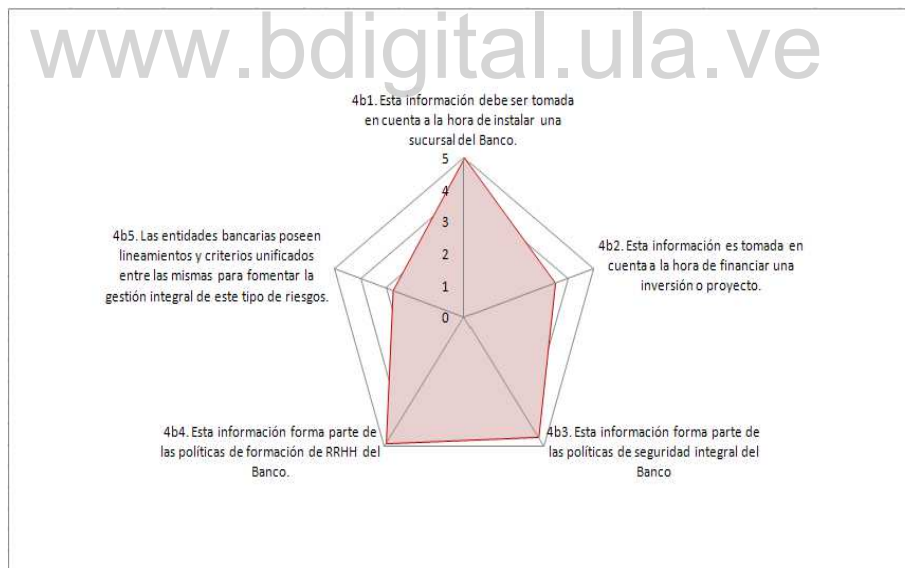 www.bdigital.ula.ve
4b1. Esta información debe ser tomada
en cuenta a la hora de instalar una
sucursal del Banco.
5
4
3
2
1
0
4b2. Esta información es tomada en
cuenta a la hora de financiar una
inversión o proyecto.
4b3. Esta información forma parte de
las políticas de seguridad integral del
Banco
4b4. Esta información forma parte de
las políticas de formación de RRHH del
Banco.
4b5. Las entidades bancarias poseen
lineamientos y criterios unificados
entre las mismas para fomentar la
gestión integral de este tipo de riesgos.